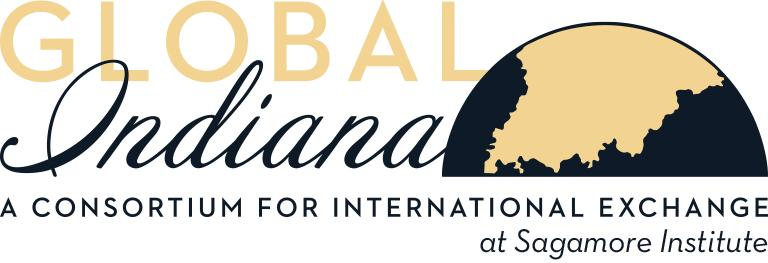 GLOBAL
Indiana
A CONSORTIUM FOR INTERNATIONAL EXCHANGE
at Sagamore Institute